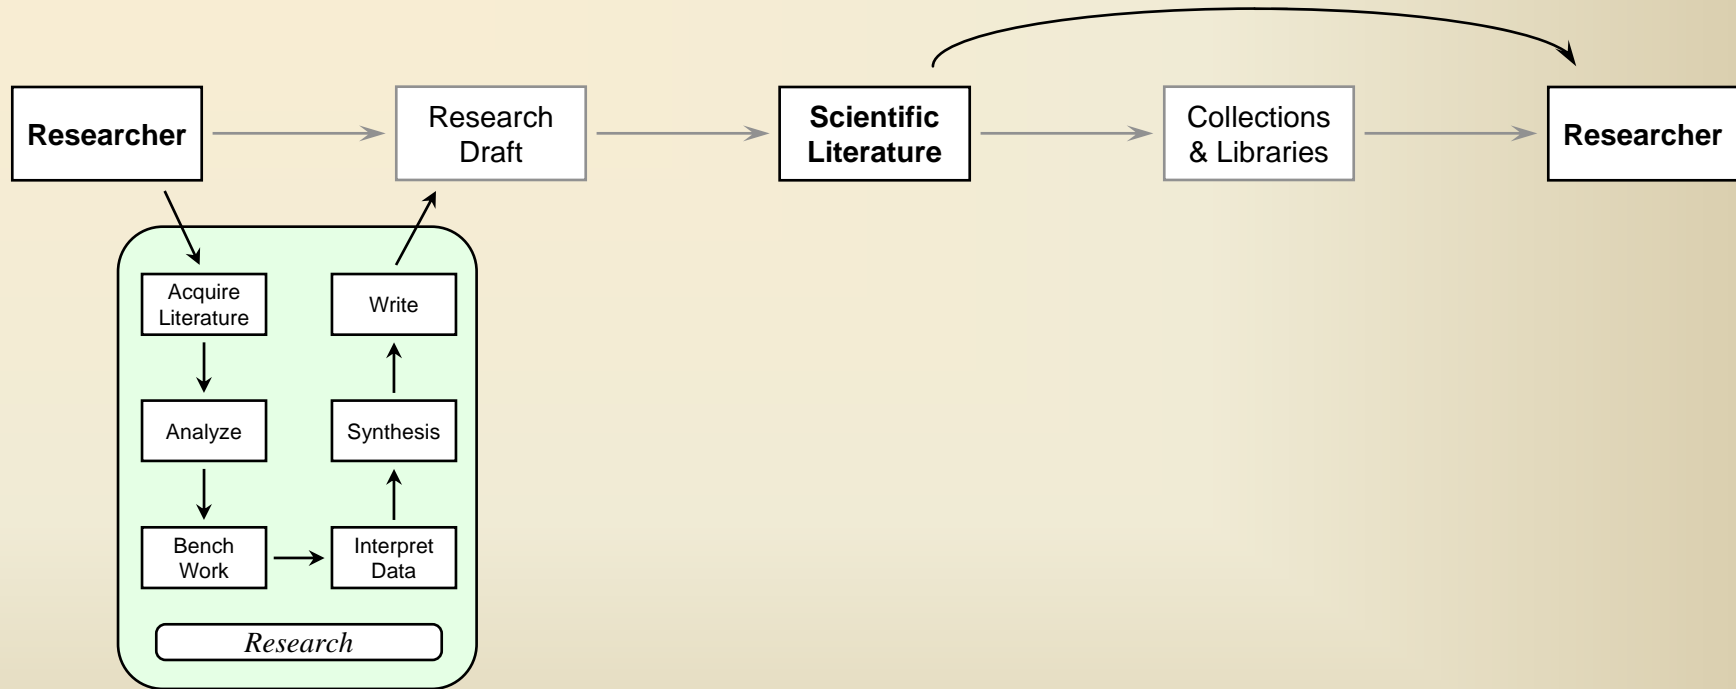 Researcher
Research
Draft
Scientific
Literature
Collections
& Libraries
Researcher
Acquire
Literature
Write
Analyze
Synthesis
Bench
Work
Interpret
Data
Research